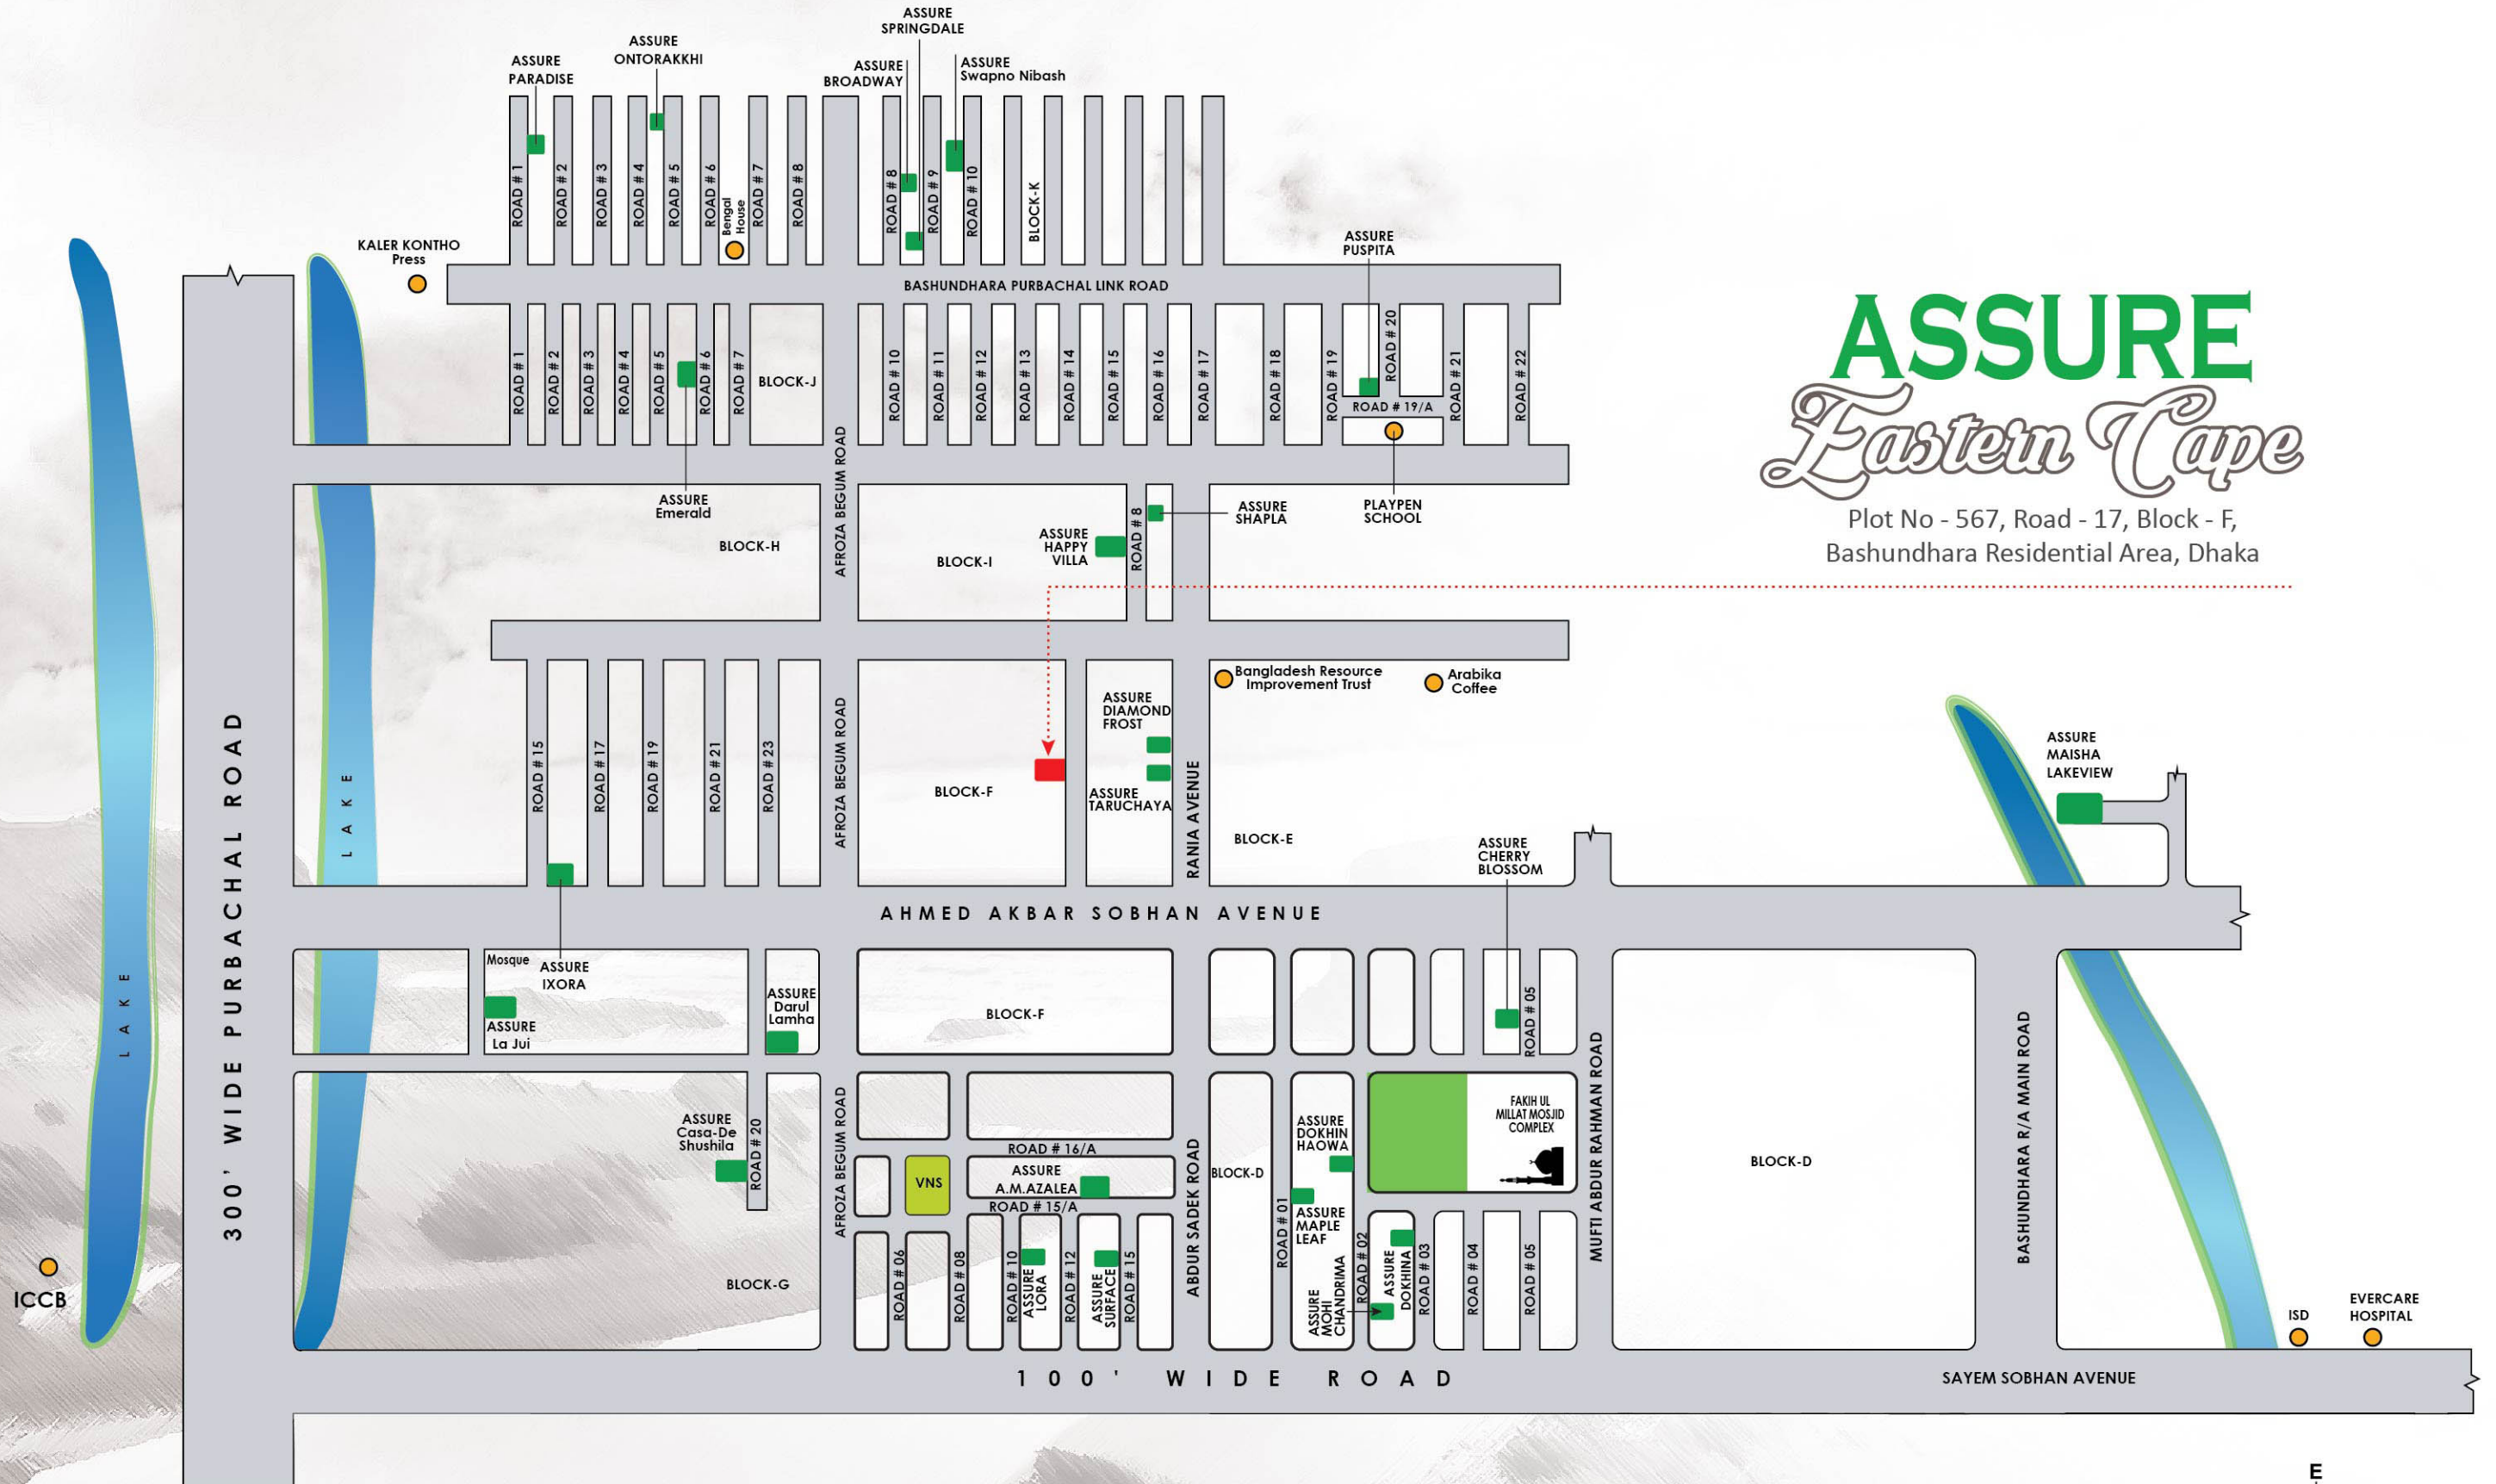 ASSURE
SPRINGDALE
ASSURE
ONTORAKKHI
ASSURE
PARADISE
ASSURE
BROADWAY
ASSURE
Swapno Nibash
ROAD # 1
ROAD # 2
ROAD # 3
ROAD # 4
ROAD # 5
ROAD # 6
Bengal
House
ROAD # 7
ROAD # 8
ROAD # 8
ROAD # 9
ROAD # 10
BLOCK-K
KALER KONTHO
Press
ASSURE
PUSPITA
BASHUNDHARA PURBACHAL LINK ROAD
ROAD # 1
ROAD # 2
ROAD # 3
ROAD # 4
ROAD # 5
ROAD # 6
ROAD # 7
BLOCK-J
ROAD # 10
ROAD # 11
ROAD # 12
ROAD # 13
ROAD # 14
ROAD # 15
ROAD # 16
ROAD # 17
ROAD # 18
ROAD # 19
ROAD # 20
ROAD # 19/A
ROAD # 21
ROAD # 22
ASSURE
Eastern Cape
Plot No - 567, Road - 17, Block - F,
Bashundhara Residential Area, Dhaka
ASSURE
Emerald
AFROZA BEGUM ROAD
ROAD # 8
ASSURE
SHAPLA
PLAYPEN
SCHOOL
BLOCK-H
BLOCK-I
ASSURE
HAPPY
VILLA
Bangladesh Resource
Improvement Trust
Arabika
Coffee
ASSURE
DIAMOND
FROST
ASSURE
TARUCHAYA
300' WIDE PURBACHAL ROAD
LAKE
ROAD # 15
ROAD # 17
ROAD # 19
ROAD # 21
ROAD # 23
AFROZA BEGUM ROAD
BLOCK-F
RANIA AVENUE
BLOCK-E
ASSURE
CHERRY
BLOSSOM
ASSURE
MAISHA
LAKEVIEW
AHMED AKBAR SOBHAN AVENUE
LAKE
Mosque
ASSURE
IXORA
ASSURE
La Jui
ASSURE
Darul
Lamha
BLOCK-F
ROAD # 05
MUFTI ABDUR RAHMAN ROAD
BASHUNDHARA R/A MAIN ROAD
ASSURE
Casa-De
Shushila
ROAD # 20
AFROZA BEGUM ROAD
ROAD # 16/A
VNS
ASSURE
A.M.AZALEA
ROAD # 15/A
ABDUR SADEK ROAD
BLOCK-D
ROAD # 01
ASSURE
DOKHIN
HAOWA
ASSURE
MAPLE
LEAF
FAKIH UL
MILLAT MOSJID
COMPLEX
BLOCK-D
ICCB
BLOCK-G
ROAD # 06
ROAD # 08
ROAD # 10
ASSURE
LORA
ROAD # 12
ASSURE
SURFACE
ROAD # 15
ASSURE
MOHI
CHANDRIMA
ROAD # 02
ASSURE
DOKHINA
ROAD # 03
ROAD # 04
ROAD # 05
ISD
EVERCARE
HOSPITAL
100' WIDE ROAD
SAYEM SOBHAN AVENUE
E